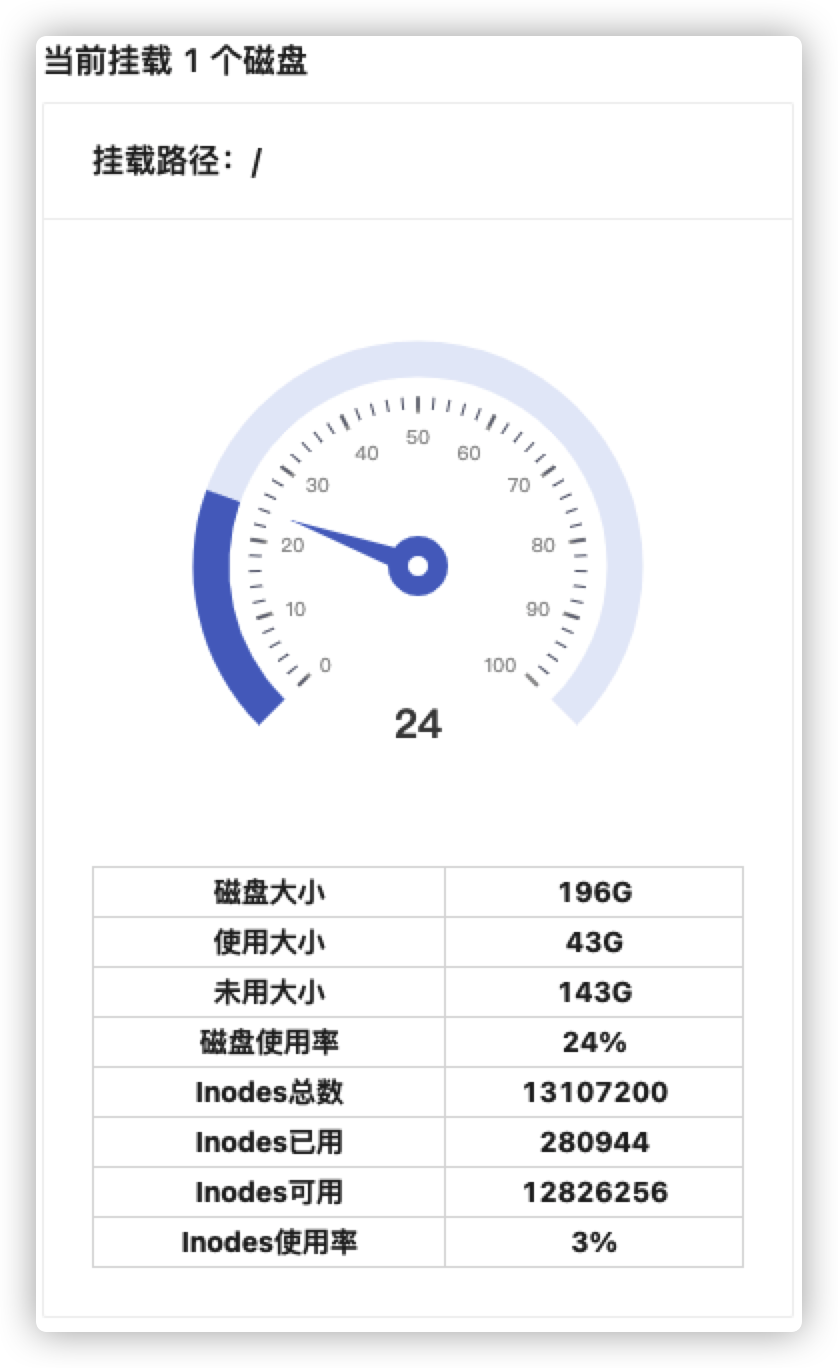 当前挂载 1 个磁盘
挂载路径：/
50
40 60
30 70
20 80
10 90
0 100
24
磁盘大小 196G
使用大小 43G
未用大小 143G
磁盘使用率 24%
Inodes总数 13107200
Inodes已用 280944
Inodes可用 12826256
Inodes使用率 3%